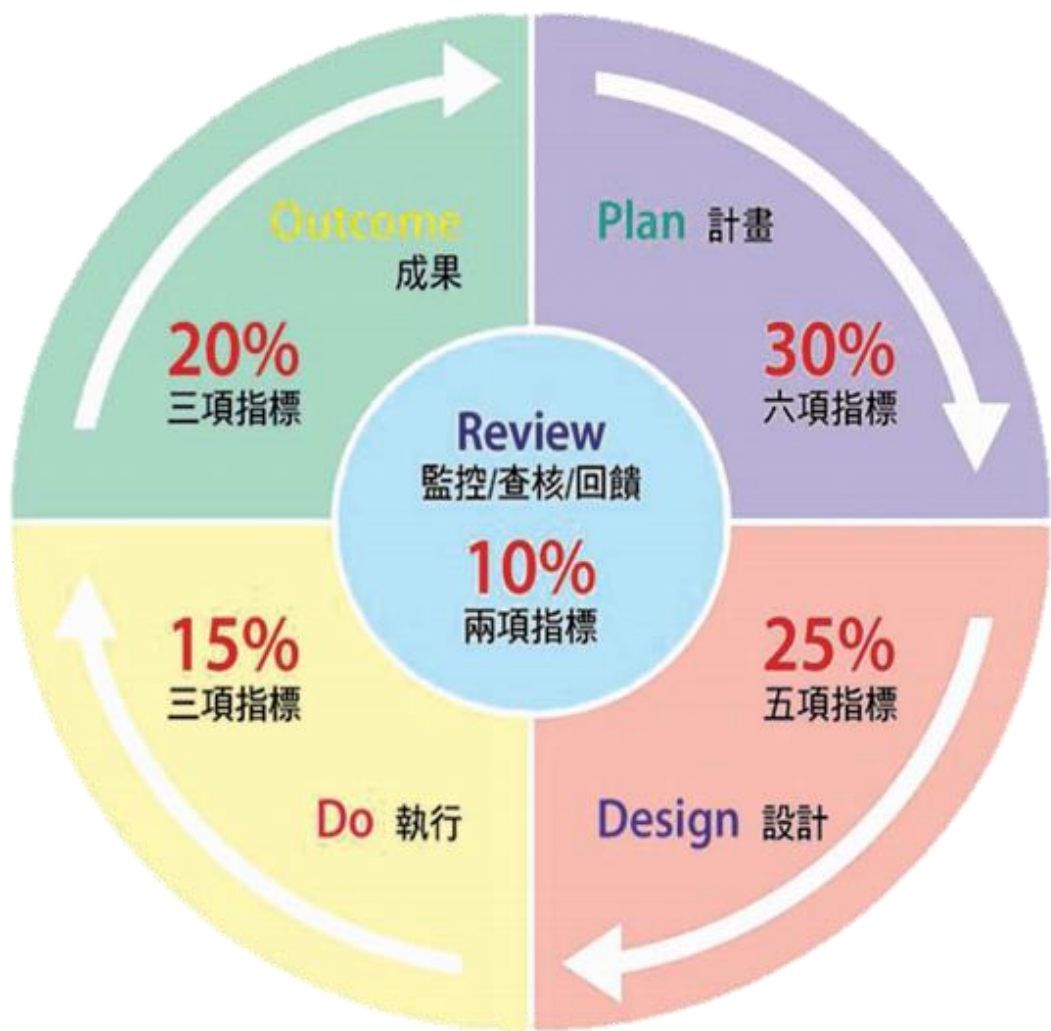 Plan 計畫
30%
六項指標
25%
五項指標
Design 設計
Do 執行
15%
三項指標
Outcome
成果
20%
三項指標
Review
監控/查核/回饋
10%
兩項指標